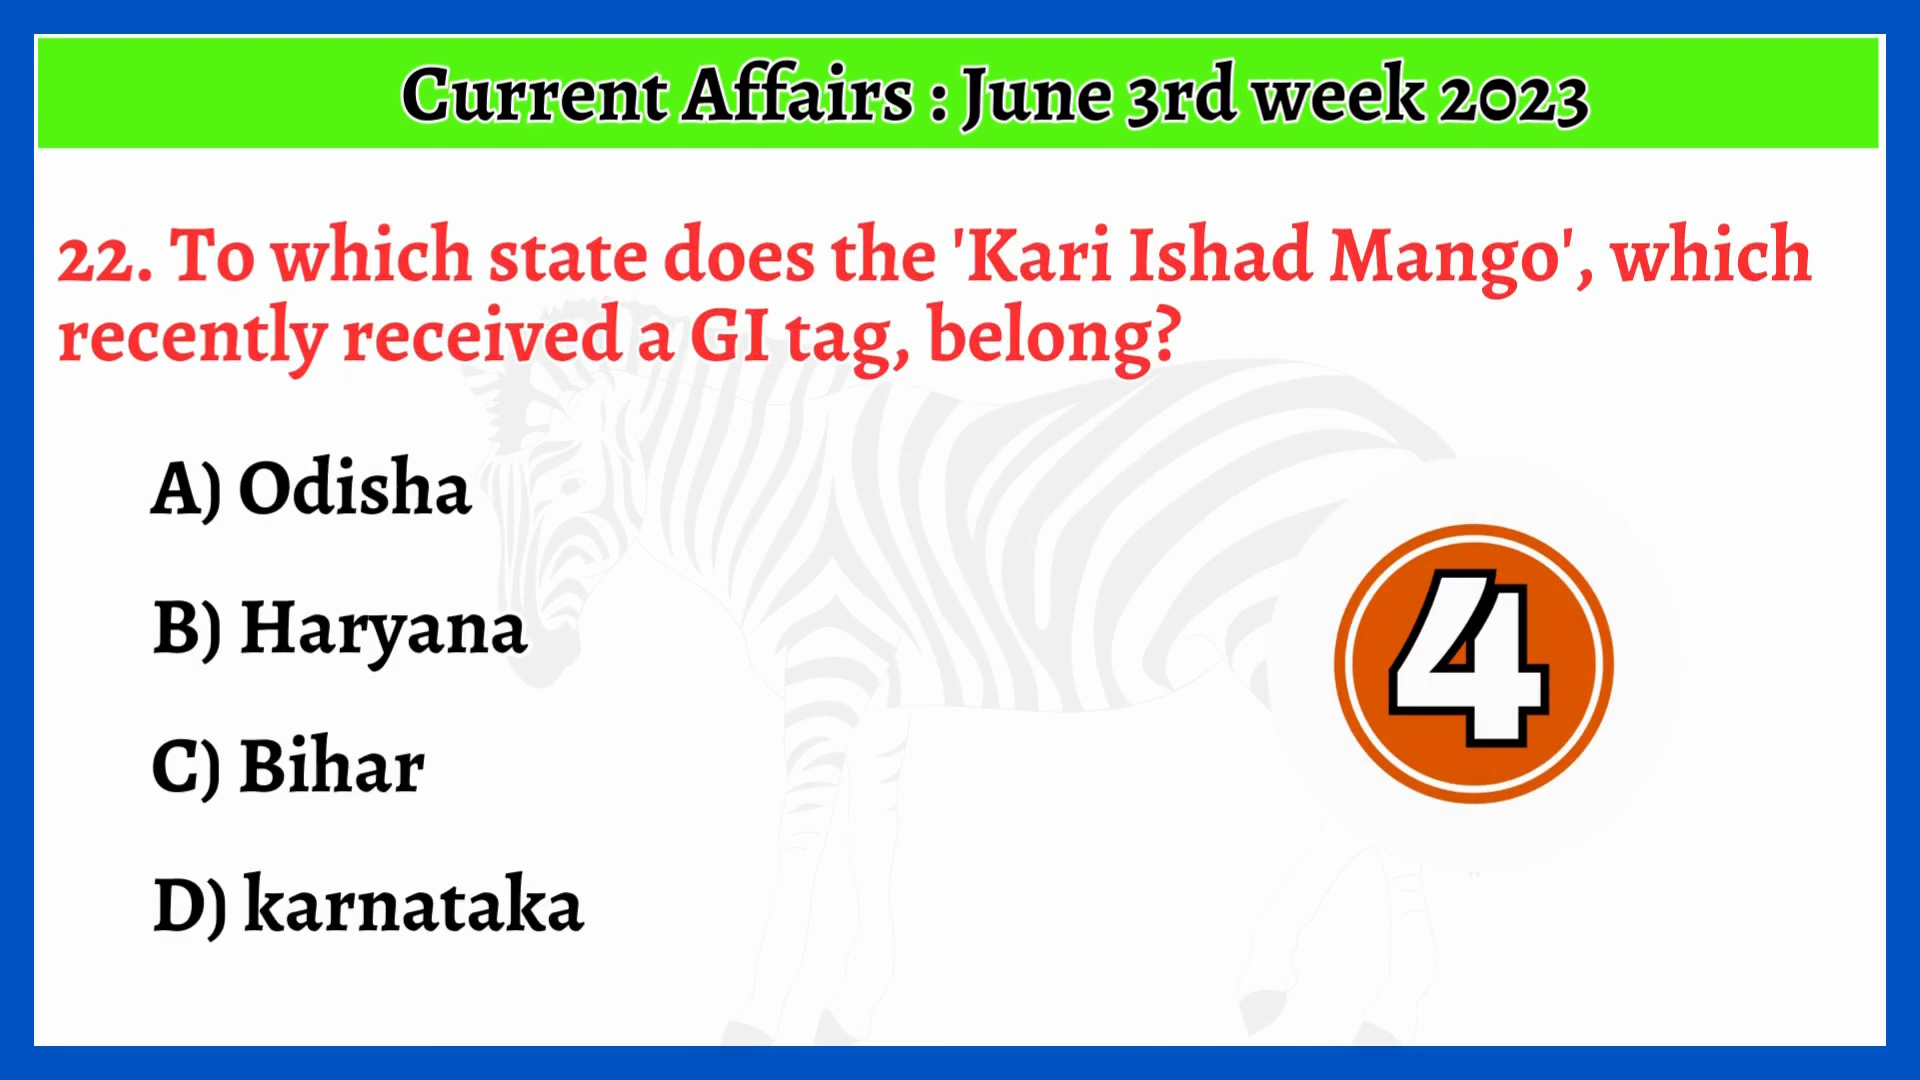 Current Affairs : June 3rd week 2023
22. To which state does the 'Kari Ishad Mango', which
recently received a GI tag, belong?
A) Odisha
B) Haryana
4
C) Bihar
D) karnataka